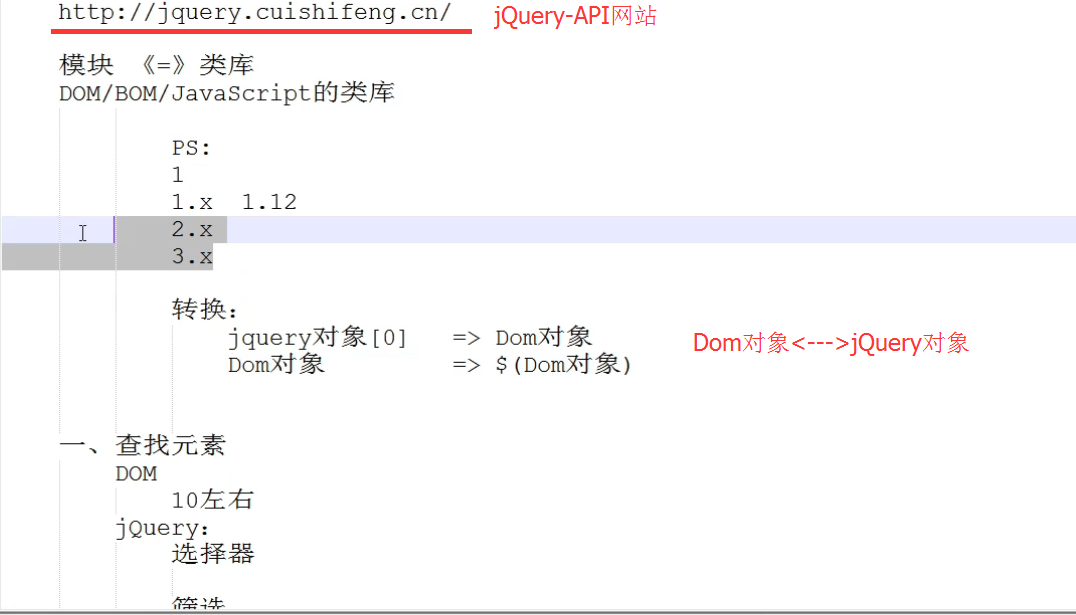 http://jquery.cuishifeng.cn/ jQuery-API网站
模块 《=》类库
DOM/BOM/JavaScript的类库
PS:
1
1.x 1.12
2.x
3.x
转换:
jquery对象[0] => Dom对象 Dom对象<--->jQuery对象
Dom对象 => $(Dom对象)
一、查找元素
DOM
10左右
jQuery:
选择器
筛选